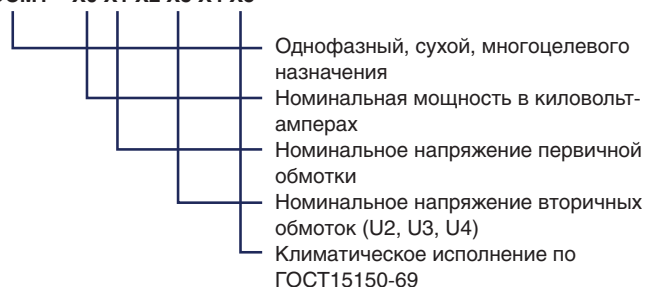 Однофазный, сухой, многоцелевого
назначения
Номинальная мощность в киловольт-
амперах
Номинальное напряжение первичной
обмотки
Номинальное напряжение вторичных
обмоток (U2, U3, U4)
Климатическое исполнение по
ГОСТ15150-69